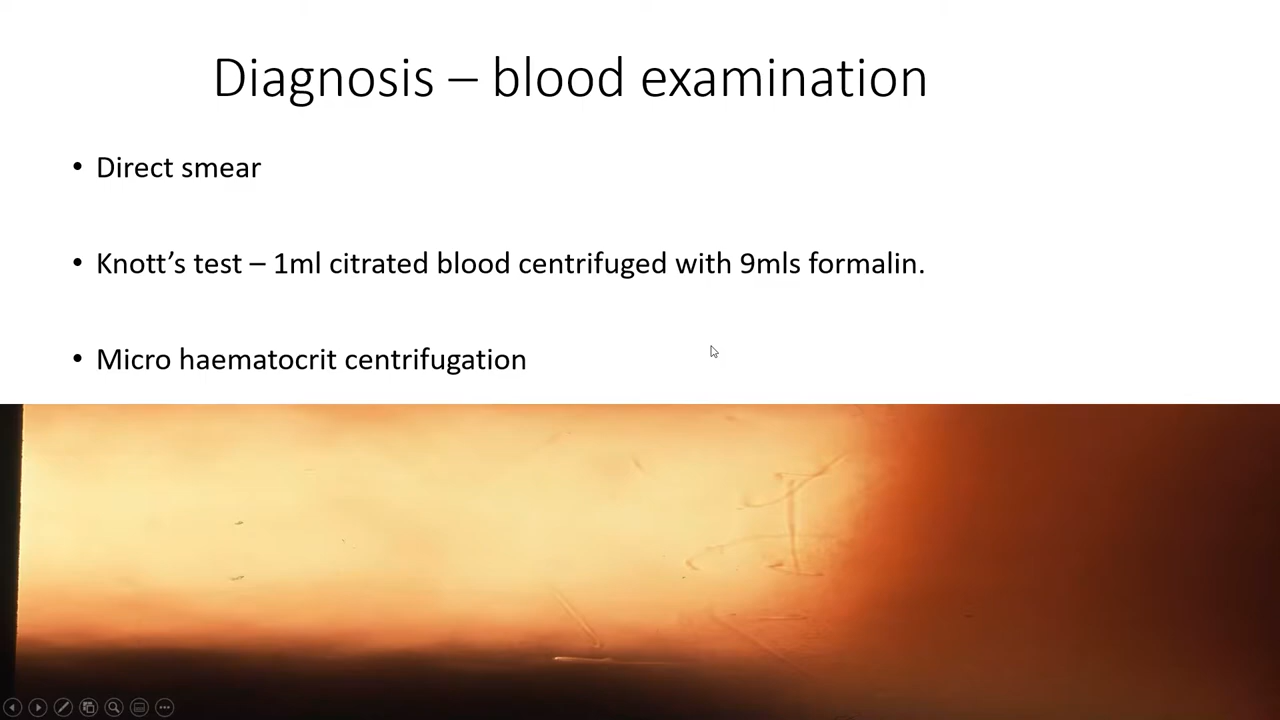 Diagnosis – blood examination
• Direct smear
• Knott’s test – 1ml citrated blood centrifuged with 9mls formalin.
• Micro haematocrit centrifugation